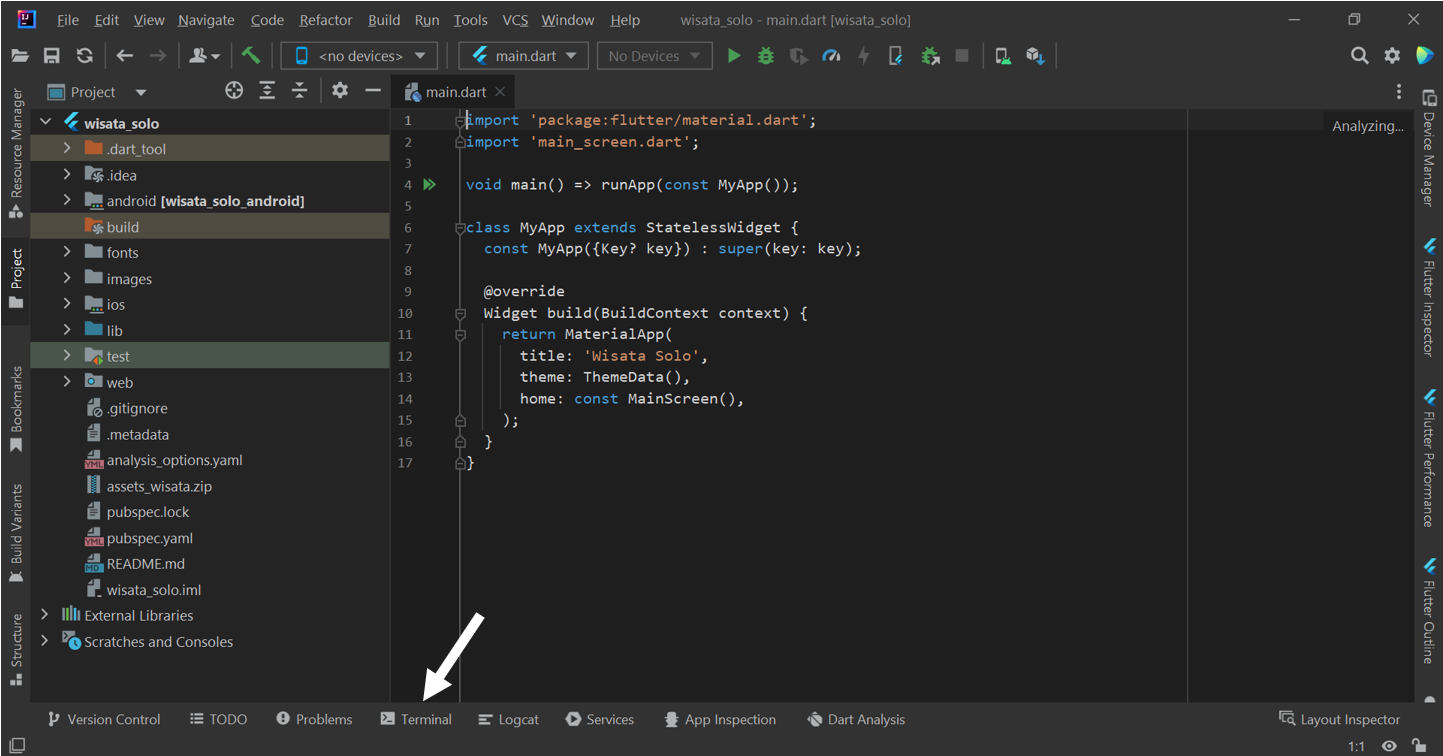 File Edit View Navigate Code Refactor Build Run Tools VCS Window Help wisata_solo - main.dart [wisata_solo]
<no devices> main.dart No Devices
Project main.dart
Resource Manager
Project
Bookmarks
Build Variants
Structure
wisata_solo
.dart_tool
.idea
android [wisata_solo_android]
build
fonts
images
ios
lib
test
web
.gitignore
.metadata
analysis_options.yaml
assets_wisata.zip
pubspec.lock
pubspec.yaml
README.md
wisata_solo.iml
External Libraries
Scratches and Consoles
1 import 'package:flutter/material.dart';
2 import 'main_screen.dart';
3
4 void main() => runApp(const MyApp());
5
6 class MyApp extends StatelessWidget {
7 const MyApp({Key? key}) : super(key: key);
8
9 @override
10 Widget build(BuildContext context) {
11 return MaterialApp(
12 title: 'Wisata Solo',
13 theme: ThemeData(),
14 home: const MainScreen(),
15 );
16 }
17 }
Analyzing...
Device Manager
Flutter Inspector
Flutter Performance
Flutter Outline
Version Control TODO Problems Terminal Logcat Services App Inspection Dart Analysis Layout Inspector
1:1